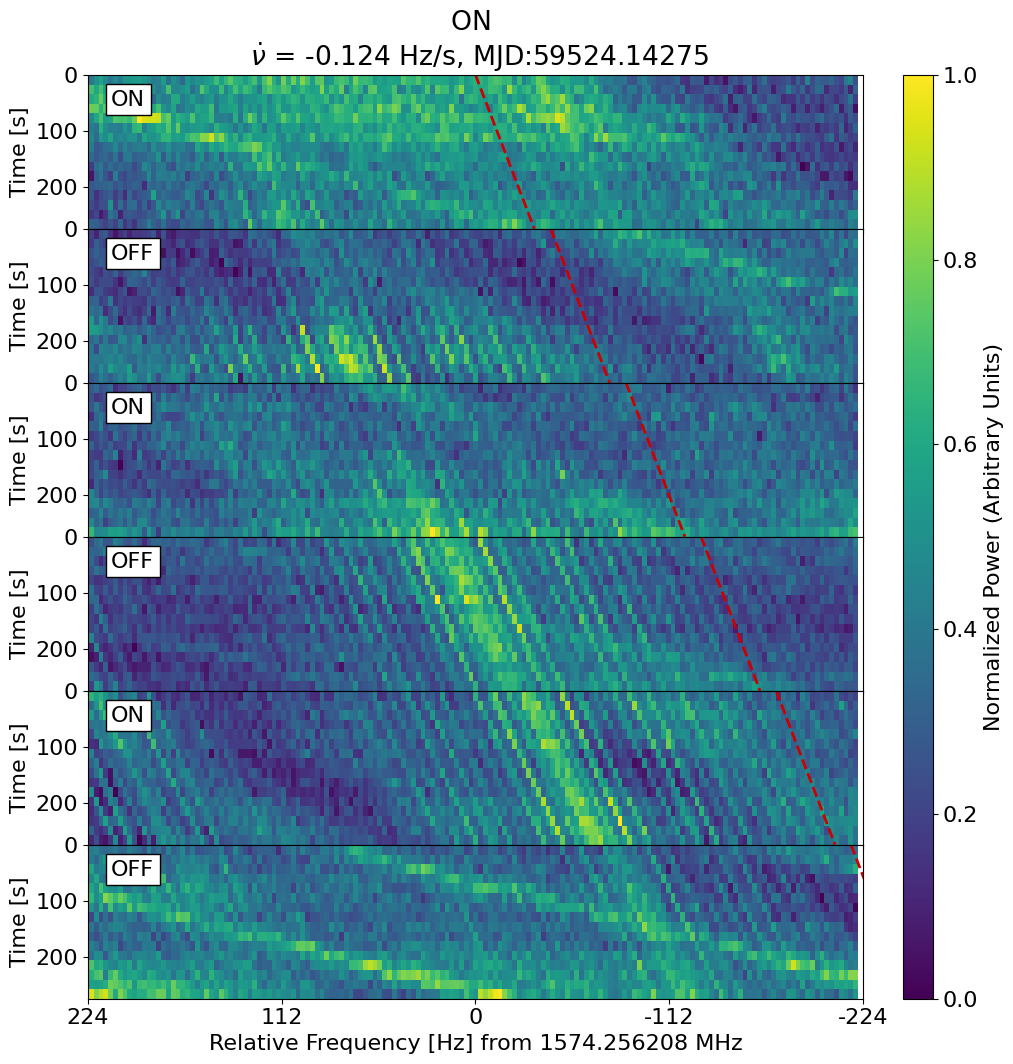 ON
ν̇ = -0.124 Hz/s, MJD:59524.14275
0
ON
100
200
Time [s]
0
OFF
100
200
Time [s]
0
ON
100
200
Time [s]
0
OFF
100
200
Time [s]
0
ON
100
200
Time [s]
0
OFF
100
200
Time [s]
224 112 0 -112 -224
Relative Frequency [Hz] from 1574.256208 MHz
1.0
0.8
0.6
0.4
0.2
0.0
Normalized Power (Arbitrary Units)